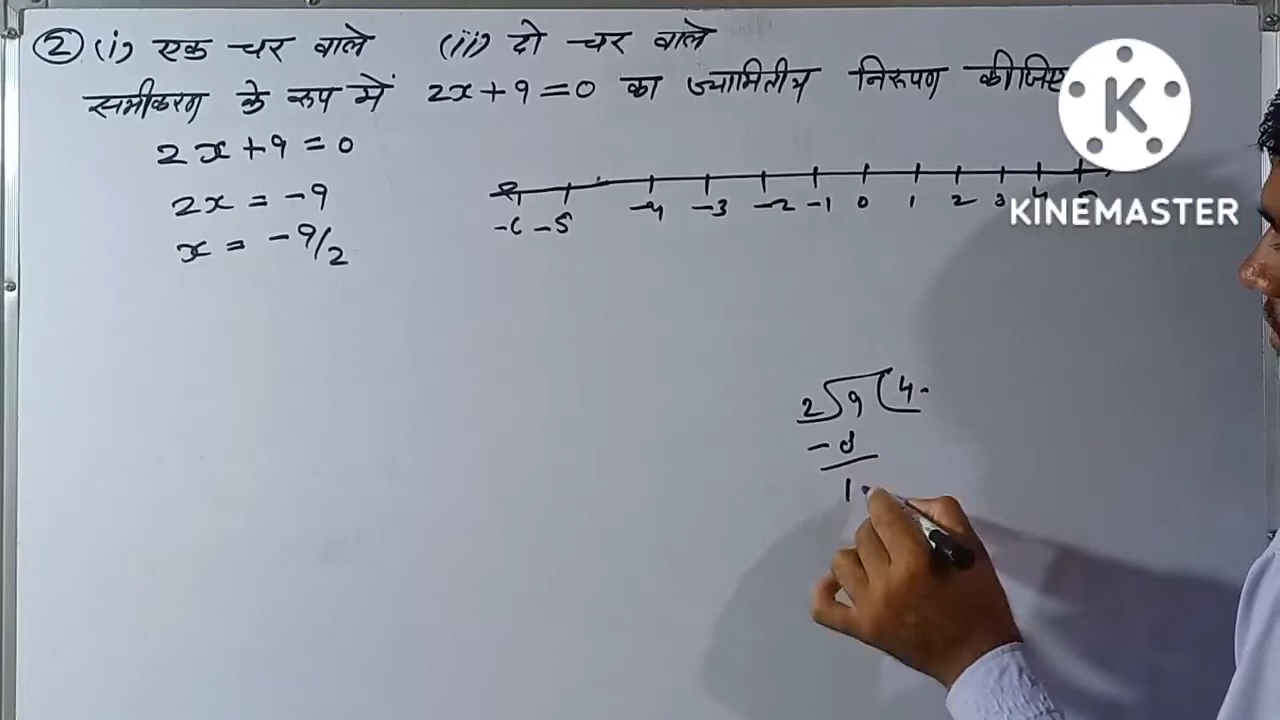 ② (i) एक चर वाले (ii) दो चर वाले
समीकरण के रूप में 2x+9=0 का ज्यामितीय निरूपण कीजिए
2x+9=0
2x = -9
x = -9/2
-5 -4 -3 -2 -1 0 1 2 3 4
2 9 4.
-8
1
K
KINEMASTER